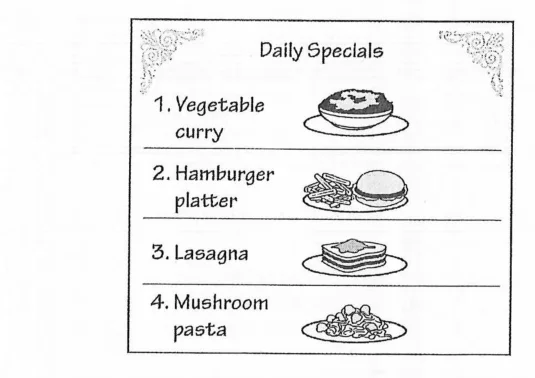 Daily Specials
1. Vegetable
curry
2. Hamburger
platter
3. Lasagna
4. Mushroom
pasta